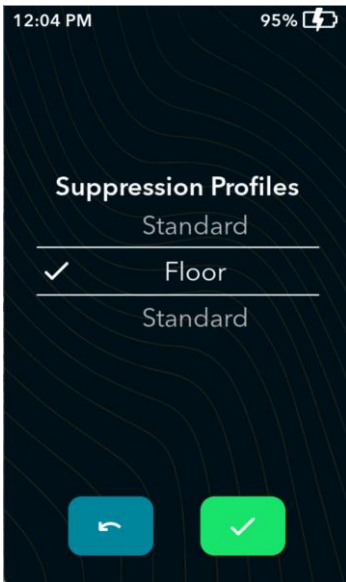 12:04 PM 95%
Suppression Profiles
Standard
Floor
Standard